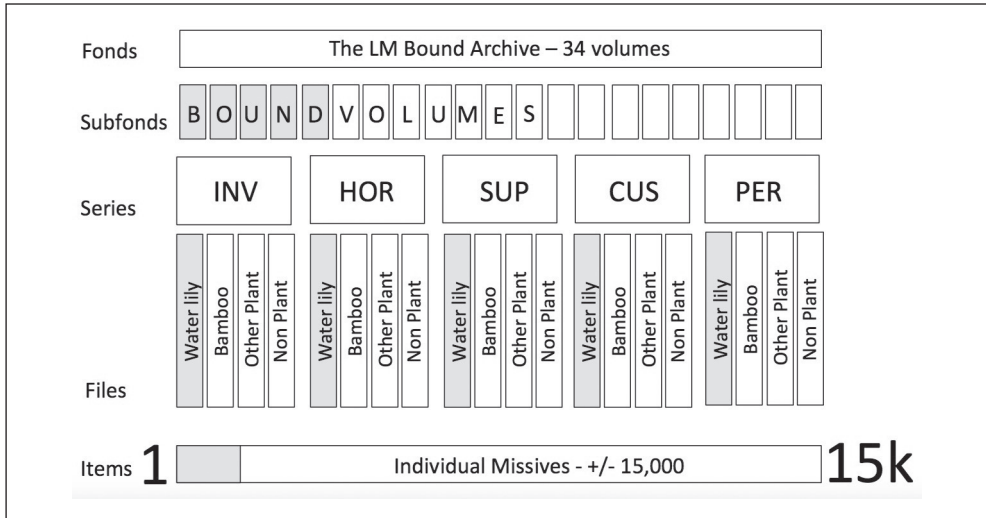 Fonds
The LM Bound Archive – 34 volumes
Subfonds
B O U N D V O L U M E S
Series
INV HOR SUP CUS PER
Files
Water lily Bamboo Other Plant Non Plant
Water lily Bamboo Other Plant Non Plant
Water lily Bamboo Other Plant Non Plant
Water lily Bamboo Other Plant Non Plant
Water lily Bamboo Other Plant Non Plant
Items 1 Individual Missives - +/- 15,000 15k